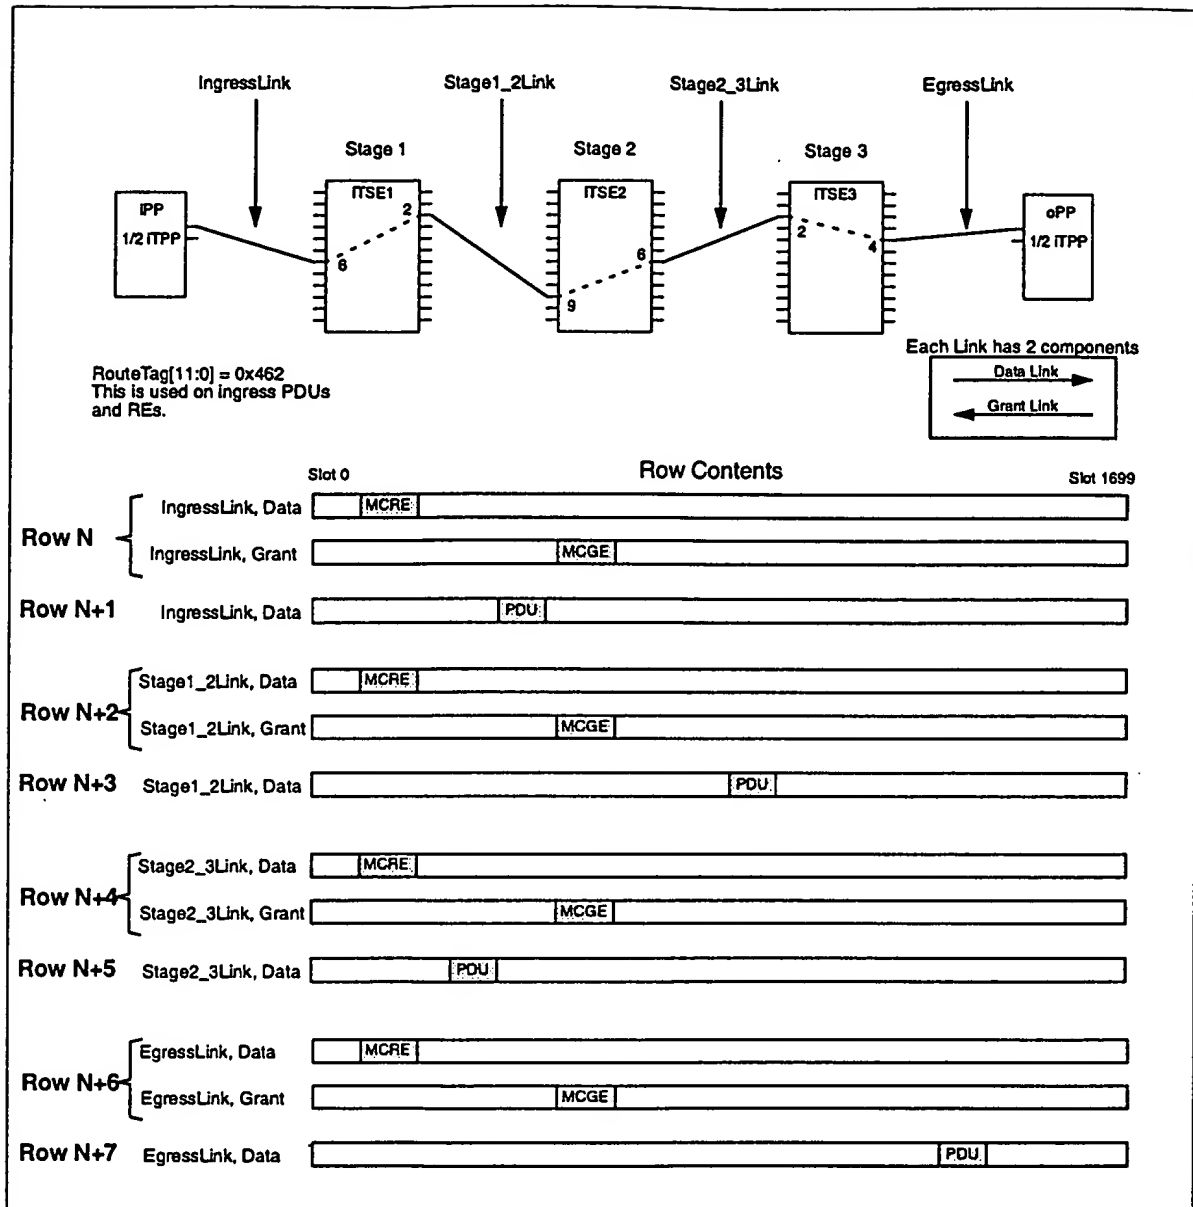 IngressLink Stage1_2Link Stage2_3Link EgressLink
Stage 1 Stage 2 Stage 3
IPP
1/2 ITPP
ITSE1
2
6
ITSE2
6
9
ITSE3
2
4
oPP
1/2 ITPP
RouteTag[11:0] = 0x462
This is used on ingress PDUs
and REs.
Each Link has 2 components
Data Link
Grant Link
Slot 0 Row Contents Slot 1699
Row N
IngressLink, Data MCRE
IngressLink, Grant MCGE
Row N+1 IngressLink, Data PDU
Row N+2
Stage1_2Link, Data MCRE
Stage1_2Link, Grant MCGE
Row N+3 Stage1_2Link, Data PDU
Row N+4
Stage2_3Link, Data MCRE
Stage2_3Link, Grant MCGE
Row N+5 Stage2_3Link, Data PDU
Row N+6
EgressLink, Data MCRE
EgressLink, Grant MCGE
Row N+7 EgressLink, Data PDU